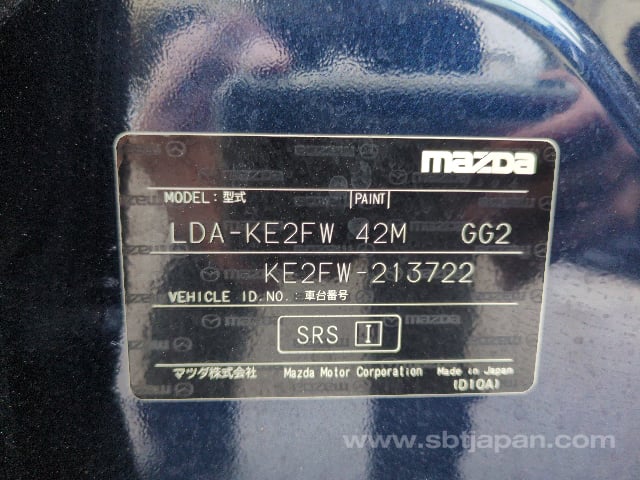 mazda
MODEL: 型式 PAINT
LDA-KE2FW 42M GG2
KE2FW-213722
VEHICLE ID.NO.: 車台番号
SRS I
マツダ株式会社 Mazda Motor Corporation Made in Japan
(D10A)
www.sbtjapan.com